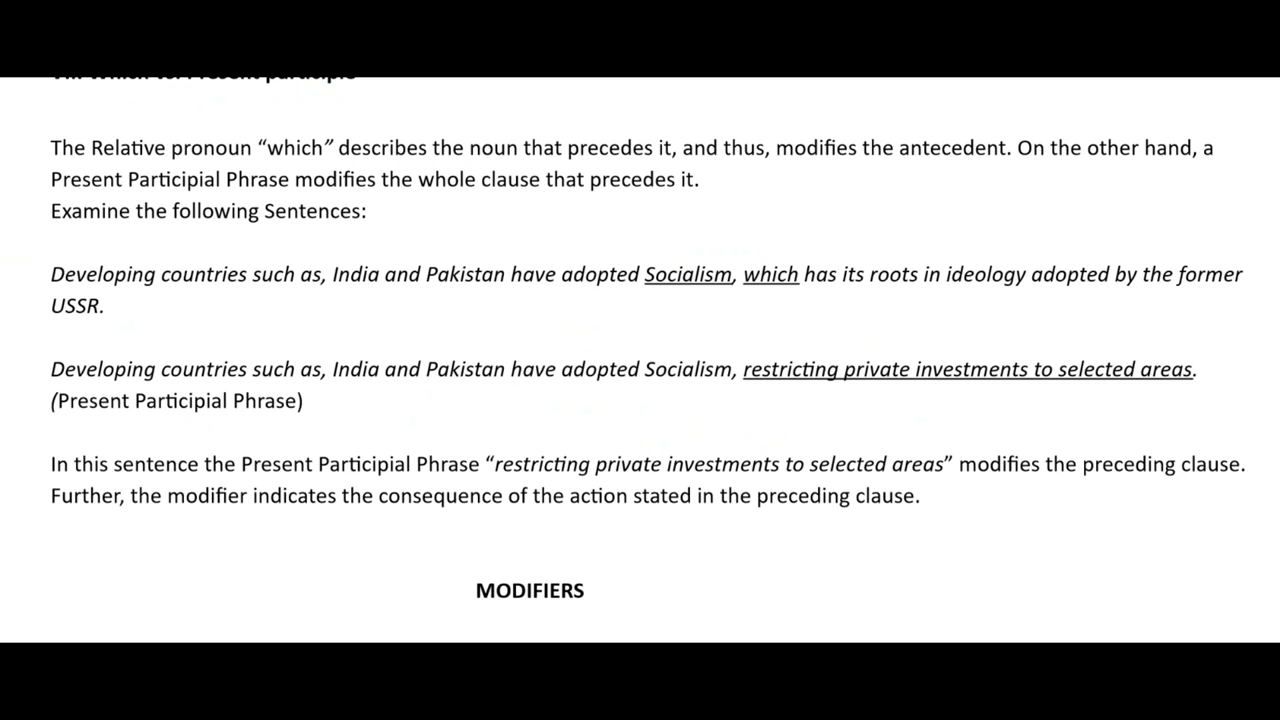 The Relative pronoun “which” describes the noun that precedes it, and thus, modifies the antecedent. On the other hand, a
Present Participial Phrase modifies the whole clause that precedes it.
Examine the following Sentences:
Developing countries such as, India and Pakistan have adopted Socialism, which has its roots in ideology adopted by the former
USSR.
Developing countries such as, India and Pakistan have adopted Socialism, restricting private investments to selected areas.
(Present Participial Phrase)
In this sentence the Present Participial Phrase “restricting private investments to selected areas” modifies the preceding clause.
Further, the modifier indicates the consequence of the action stated in the preceding clause.
MODIFIERS